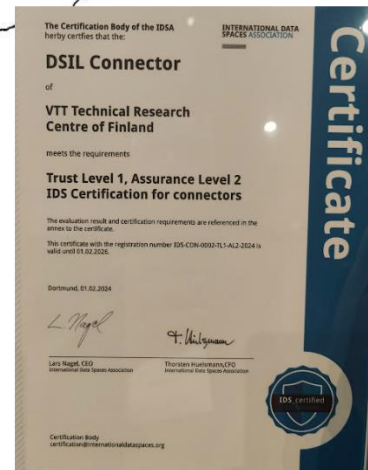 The Certification Body of the IDSA
herby certfies that the:
INTERNATIONAL DATA
SPACES ASSOCIATION
DSIL Connector
of
VTT Technical Research
Centre of Finland
meets the requirements
Trust Level 1, Assurance Level 2
IDS Certification for connectors
The evaluation result and certification requirements are referenced in the
annex to the certificate.
This certificate with the registration number IDS-CON-0002-TL1-AL2-2024 is
valid until 01.02.2026.
Dortmund, 01.02.2024
L. Nagel
Lars Nagel, CEO
International Data Spaces Association
Thorsten Huelsmann,CFO
International Data Spaces Association
Certification Body
certification@internationaldataspaces.org
Certificate
IDS_certified